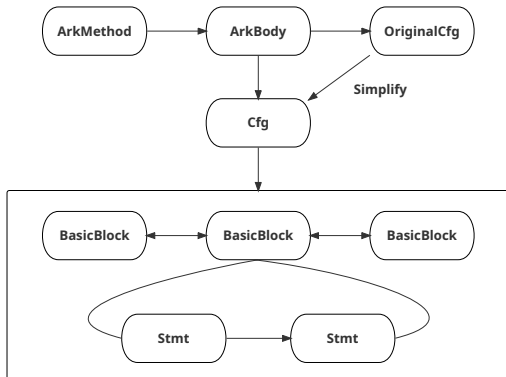 ArkMethod
ArkBody
OriginalCfg
Simplify
Cfg
BasicBlock
BasicBlock
BasicBlock
Stmt
Stmt